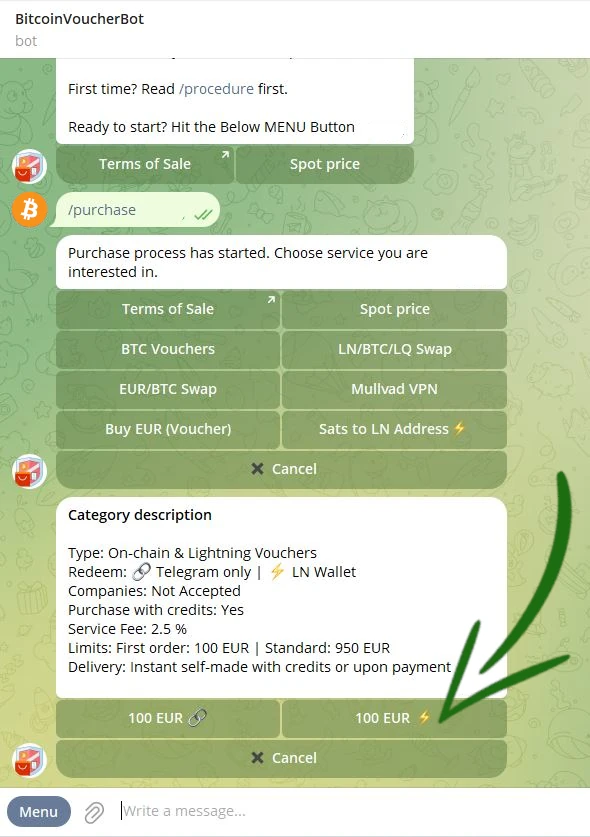 BitcoinVoucherBot
bot
First time? Read /procedure first.
Ready to start? Hit the Below MENU Button
Terms of Sale
Spot price
/purchase
Purchase process has started. Choose service you are
interested in.
Terms of Sale
Spot price
BTC Vouchers
LN/BTC/LQ Swap
EUR/BTC Swap
Mullvad VPN
Buy EUR (Voucher)
Sats to LN Address⚡
✖ Cancel
Category description
Type: On-chain & Lightning Vouchers
Redeem: 🔗 Telegram only | ⚡ LN Wallet
Companies: Not Accepted
Purchase with credits: Yes
Service Fee: 2.5 %
Limits: First order: 100 EUR | Standard: 950 EUR
Delivery: Instant self-made with credits or upon payment
100 EUR 🔗
100 EUR ⚡
✖ Cancel
Menu
Write a message...